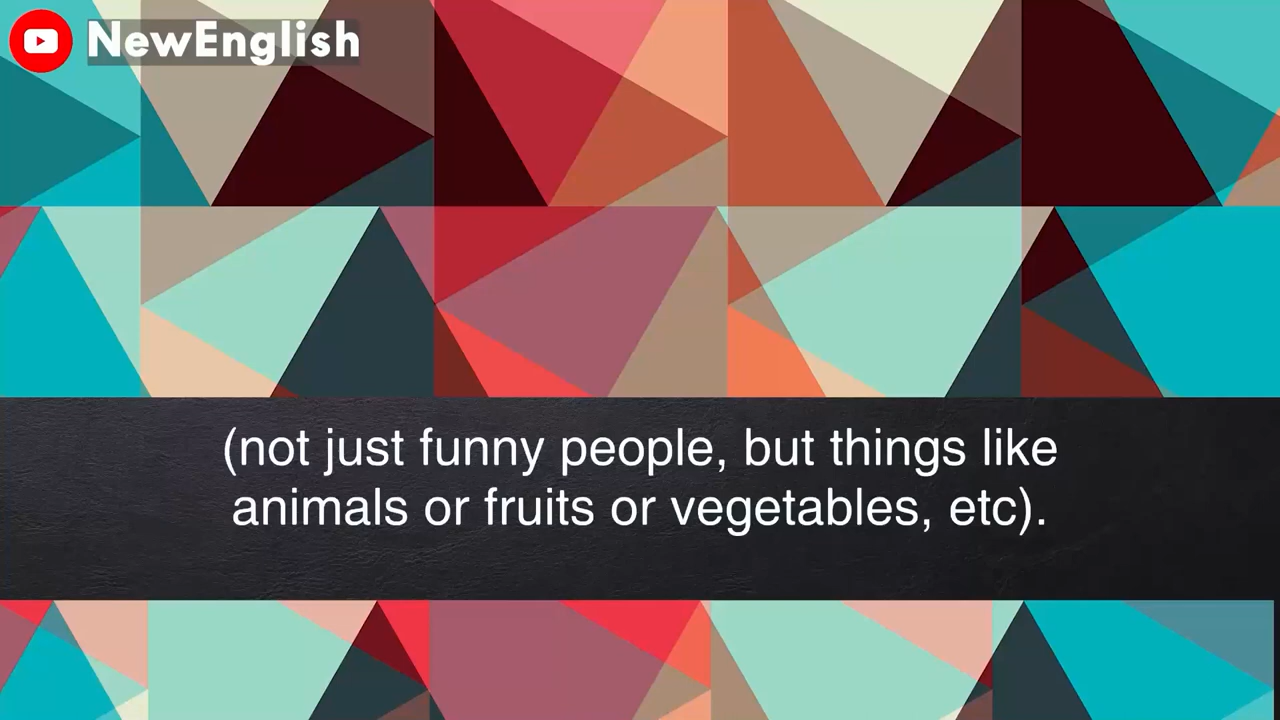 NewEnglish
(not just funny people, but things like
animals or fruits or vegetables, etc).